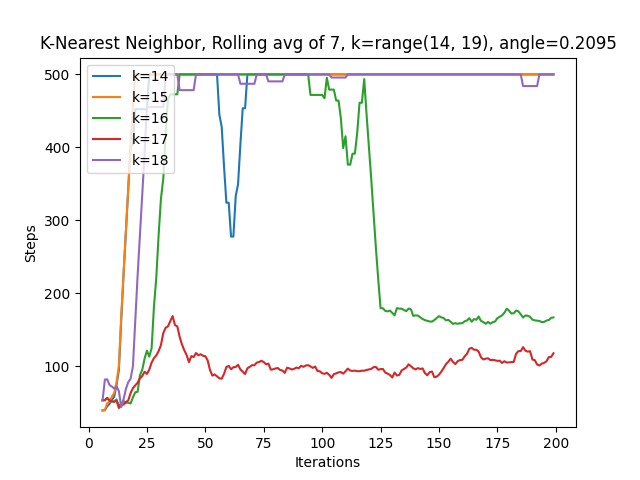 K-Nearest Neighbor, Rolling avg of 7, k=range(14, 19), angle=0.2095
500
400
300
200
100
Steps
k=14
k=15
k=16
k=17
k=18
0 25 50 75 100 125 150 175 200
Iterations